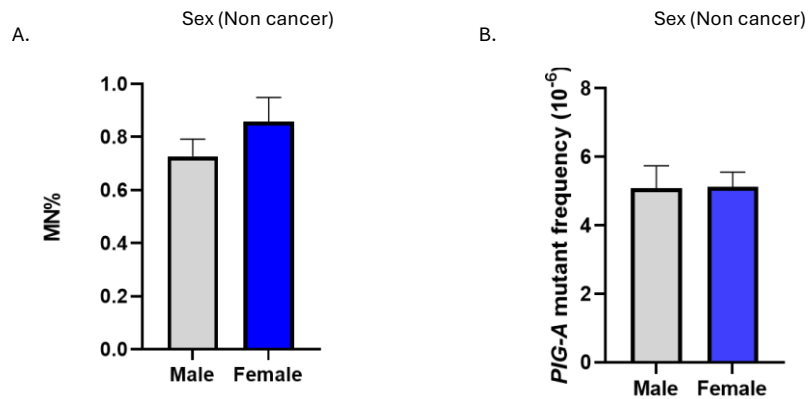 Sex (Non cancer)
A.
1.0
0.8
0.6
0.4
0.2
0.0
MN%
Male Female
Sex (Non cancer)
B.
8
6
4
2
0
PIG-A mutant frequency (10⁻⁶)
Male Female